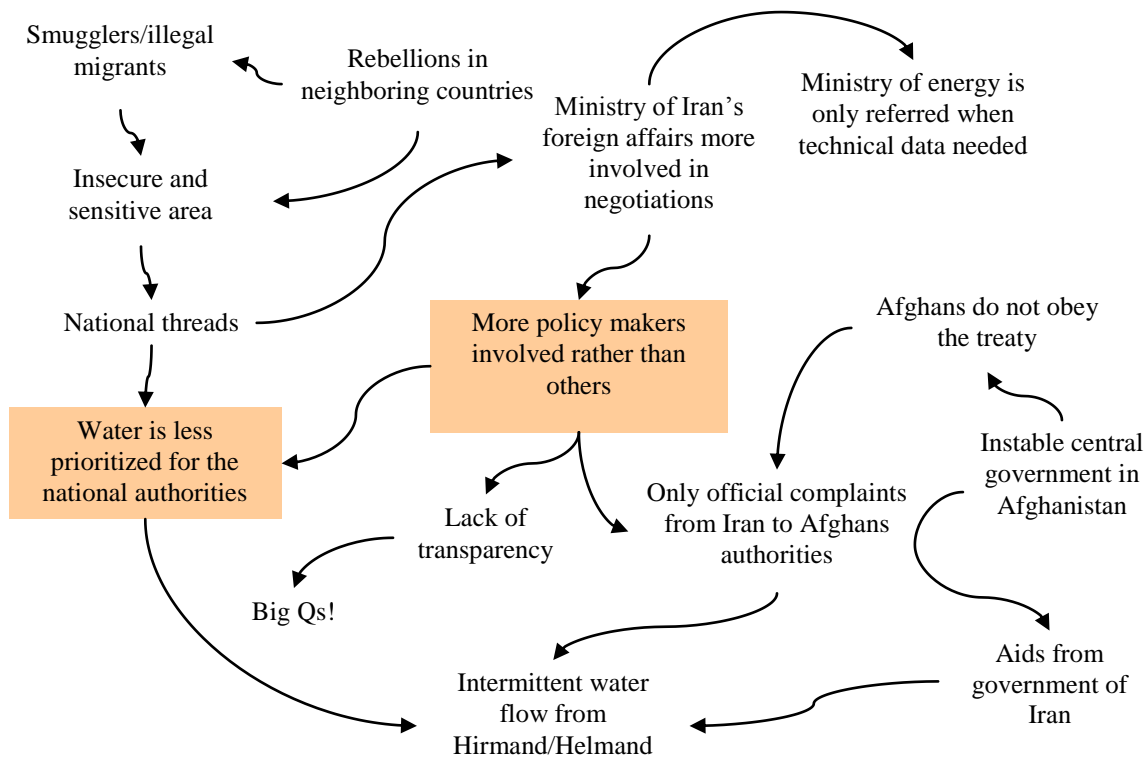 Smugglers/illegal
migrants
Rebellions in
neighboring countries
Ministry of Iran's
foreign affairs more
involved in
negotiations
Ministry of energy is
only referred when
technical data needed
Insecure and
sensitive area
National threads
More policy makers
involved rather than
others
Afghans do not obey
the treaty
Water is less
prioritized for the
national authorities
Instable central
government in
Afghanistan
Lack of
transparency
Only official complaints
from Iran to Afghans
authorities
Big Qs!
Intermittent water
flow from
Hirmand/Helmand
Aids from
government of
Iran